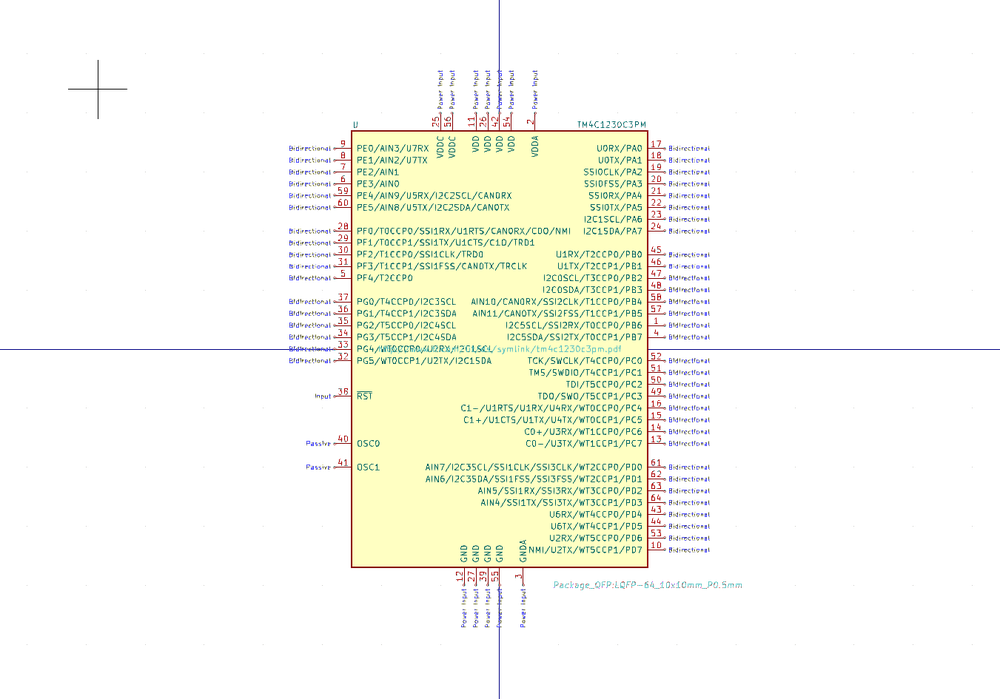 Power Input Power Input Power Input Power Input Power Input Power Input Power Input
25 56 11 26 42 54 2
U TM4C1230C3PM
VDDC VDDC VDD VDD VDD VDD VDDA
Bidirectional 9 PE0/AIN3/U7RX U0RX/PA0 17 Bidirectional
Bidirectional 8 PE1/AIN2/U7TX U0TX/PA1 18 Bidirectional
Bidirectional 7 PE2/AIN1 SSI0CLK/PA2 19 Bidirectional
Bidirectional 6 PE3/AIN0 SSI0FSS/PA3 20 Bidirectional
Bidirectional 59 PE4/AIN9/U5RX/I2C2SCL/CAN0RX SSI0RX/PA4 21 Bidirectional
Bidirectional 60 PE5/AIN8/U5TX/I2C2SDA/CAN0TX SSI0TX/PA5 22 Bidirectional
I2C1SCL/PA6 23 Bidirectional
Bidirectional 28 PF0/T0CCP0/SSI1RX/U1RTS/CAN0RX/C0O/NMI I2C1SDA/PA7 24 Bidirectional
Bidirectional 29 PF1/T0CCP1/SSI1TX/U1CTS/C1O/TRD1
Bidirectional 30 PF2/T1CCP0/SSI1CLK/TRD0 U1RX/T2CCP0/PB0 45 Bidirectional
Bidirectional 31 PF3/T1CCP1/SSI1FSS/CAN0TX/TRCLK U1TX/T2CCP1/PB1 46 Bidirectional
Bidirectional 5 PF4/T2CCP0 I2C0SCL/T3CCP0/PB2 47 Bidirectional
I2C0SDA/T3CCP1/PB3 48 Bidirectional
Bidirectional 37 PG0/T4CCP0/I2C3SCL AIN10/CAN0RX/SSI2CLK/T1CCP0/PB4 58 Bidirectional
Bidirectional 36 PG1/T4CCP1/I2C3SDA AIN11/CAN0TX/SSI2FSS/T1CCP1/PB5 57 Bidirectional
Bidirectional 35 PG2/T5CCP0/I2C4SCL I2C5SCL/SSI2RX/T0CCP0/PB6 1 Bidirectional
Bidirectional 34 PG3/T5CCP1/I2C4SDA I2C5SDA/SSI2TX/T0CCP1/PB7 4 Bidirectional
Bidirectional 33 PG4/WT0CCP0/U2RX/I2C1SCL /symlink/tm4c1230c3pm.pdf
Bidirectional 32 PG5/WT0CCP1/U2TX/I2C1SDA TCK/SWCLK/T4CCP0/PC0 52 Bidirectional
TMS/SWDIO/T4CCP1/PC1 51 Bidirectional
TDI/T5CCP0/PC2 50 Bidirectional
Input 38 RST TDO/SWO/T5CCP1/PC3 49 Bidirectional
C1-/U1RTS/U1RX/U4RX/WT0CCP0/PC4 16 Bidirectional
C1+/U1CTS/U1TX/U4TX/WT0CCP1/PC5 15 Bidirectional
C0+/U3RX/WT1CCP0/PC6 14 Bidirectional
Passive 40 OSC0 C0-/U3TX/WT1CCP1/PC7 13 Bidirectional
Passive 41 OSC1 AIN7/I2C3SCL/SSI1CLK/SSI3CLK/WT2CCP0/PD0 61 Bidirectional
AIN6/I2C3SDA/SSI1FSS/SSI3FSS/WT2CCP1/PD1 62 Bidirectional
AIN5/SSI1RX/SSI3RX/WT3CCP0/PD2 63 Bidirectional
AIN4/SSI1TX/SSI3TX/WT3CCP1/PD3 64 Bidirectional
U6RX/WT4CCP0/PD4 43 Bidirectional
U6TX/WT4CCP1/PD5 44 Bidirectional
U2RX/WT5CCP0/PD6 53 Bidirectional
NMI/U2TX/WT5CCP1/PD7 10 Bidirectional
GND GND GND GND GNDA
12 27 39 55 3
Package_QFP:LQFP-64_10x10mm_P0.5mm
Power Input Power Input Power Input Power Input Power Input